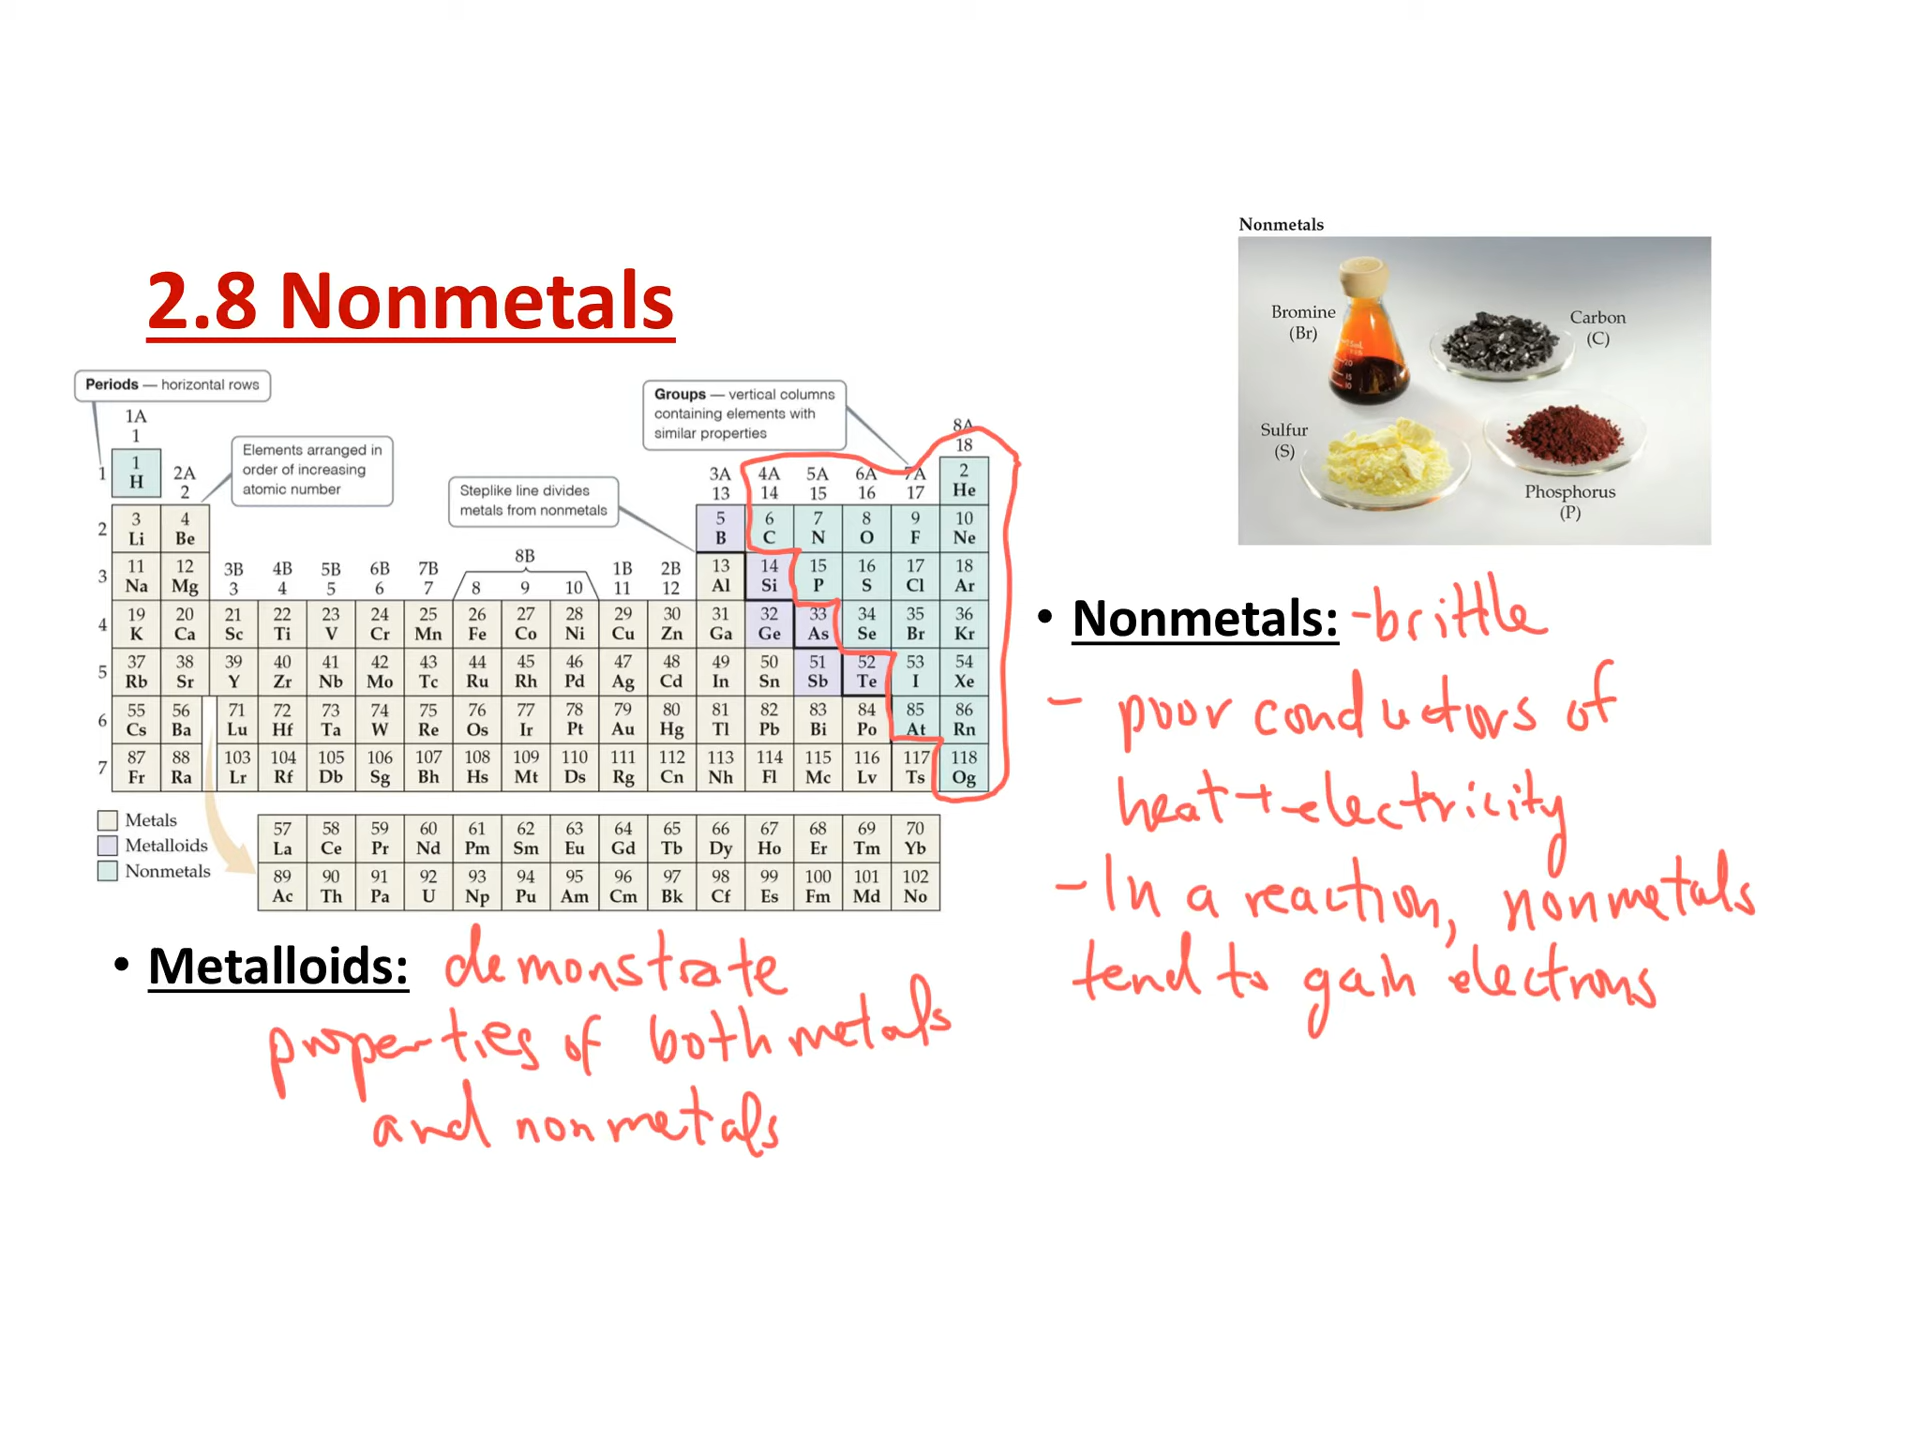 2.8 Nonmetals
Nonmetals
Bromine
(Br)
Carbon
(C)
Sulfur
(S)
Phosphorus
(P)
Periods — horizontal rows
Groups — vertical columns
containing elements with
similar properties
Elements arranged in
order of increasing
atomic number
Steplike line divides
metals from nonmetals
1A 8A
1 18
2A 3A 4A 5A 6A 7A
2 13 14 15 16 17
8B
3B 4B 5B 6B 7B 1B 2B
3 4 5 6 7 8 9 10 11 12
1 1 2
H He
2 3 4 5 6 7 8 9 10
Li Be B C N O F Ne
3 11 12 13 14 15 16 17 18
Na Mg Al Si P S Cl Ar
4 19 20 21 22 23 24 25 26 27 28 29 30 31 32 33 34 35 36
K Ca Sc Ti V Cr Mn Fe Co Ni Cu Zn Ga Ge As Se Br Kr
5 37 38 39 40 41 42 43 44 45 46 47 48 49 50 51 52 53 54
Rb Sr Y Zr Nb Mo Tc Ru Rh Pd Ag Cd In Sn Sb Te I Xe
6 55 56 71 72 73 74 75 76 77 78 79 80 81 82 83 84 85 86
Cs Ba Lu Hf Ta W Re Os Ir Pt Au Hg Tl Pb Bi Po At Rn
7 87 88 103 104 105 106 107 108 109 110 111 112 113 114 115 116 117 118
Fr Ra Lr Rf Db Sg Bh Hs Mt Ds Rg Cn Nh Fl Mc Lv Ts Og
Metals
Metalloids
Nonmetals
57 58 59 60 61 62 63 64 65 66 67 68 69 70
La Ce Pr Nd Pm Sm Eu Gd Tb Dy Ho Er Tm Yb
89 90 91 92 93 94 95 96 97 98 99 100 101 102
Ac Th Pa U Np Pu Am Cm Bk Cf Es Fm Md No
• Metalloids: demonstrate
properties of both metals
and nonmetals
• Nonmetals: -brittle
- poor conductors of
heat + electricity
- In a reaction, nonmetals
tend to gain electrons